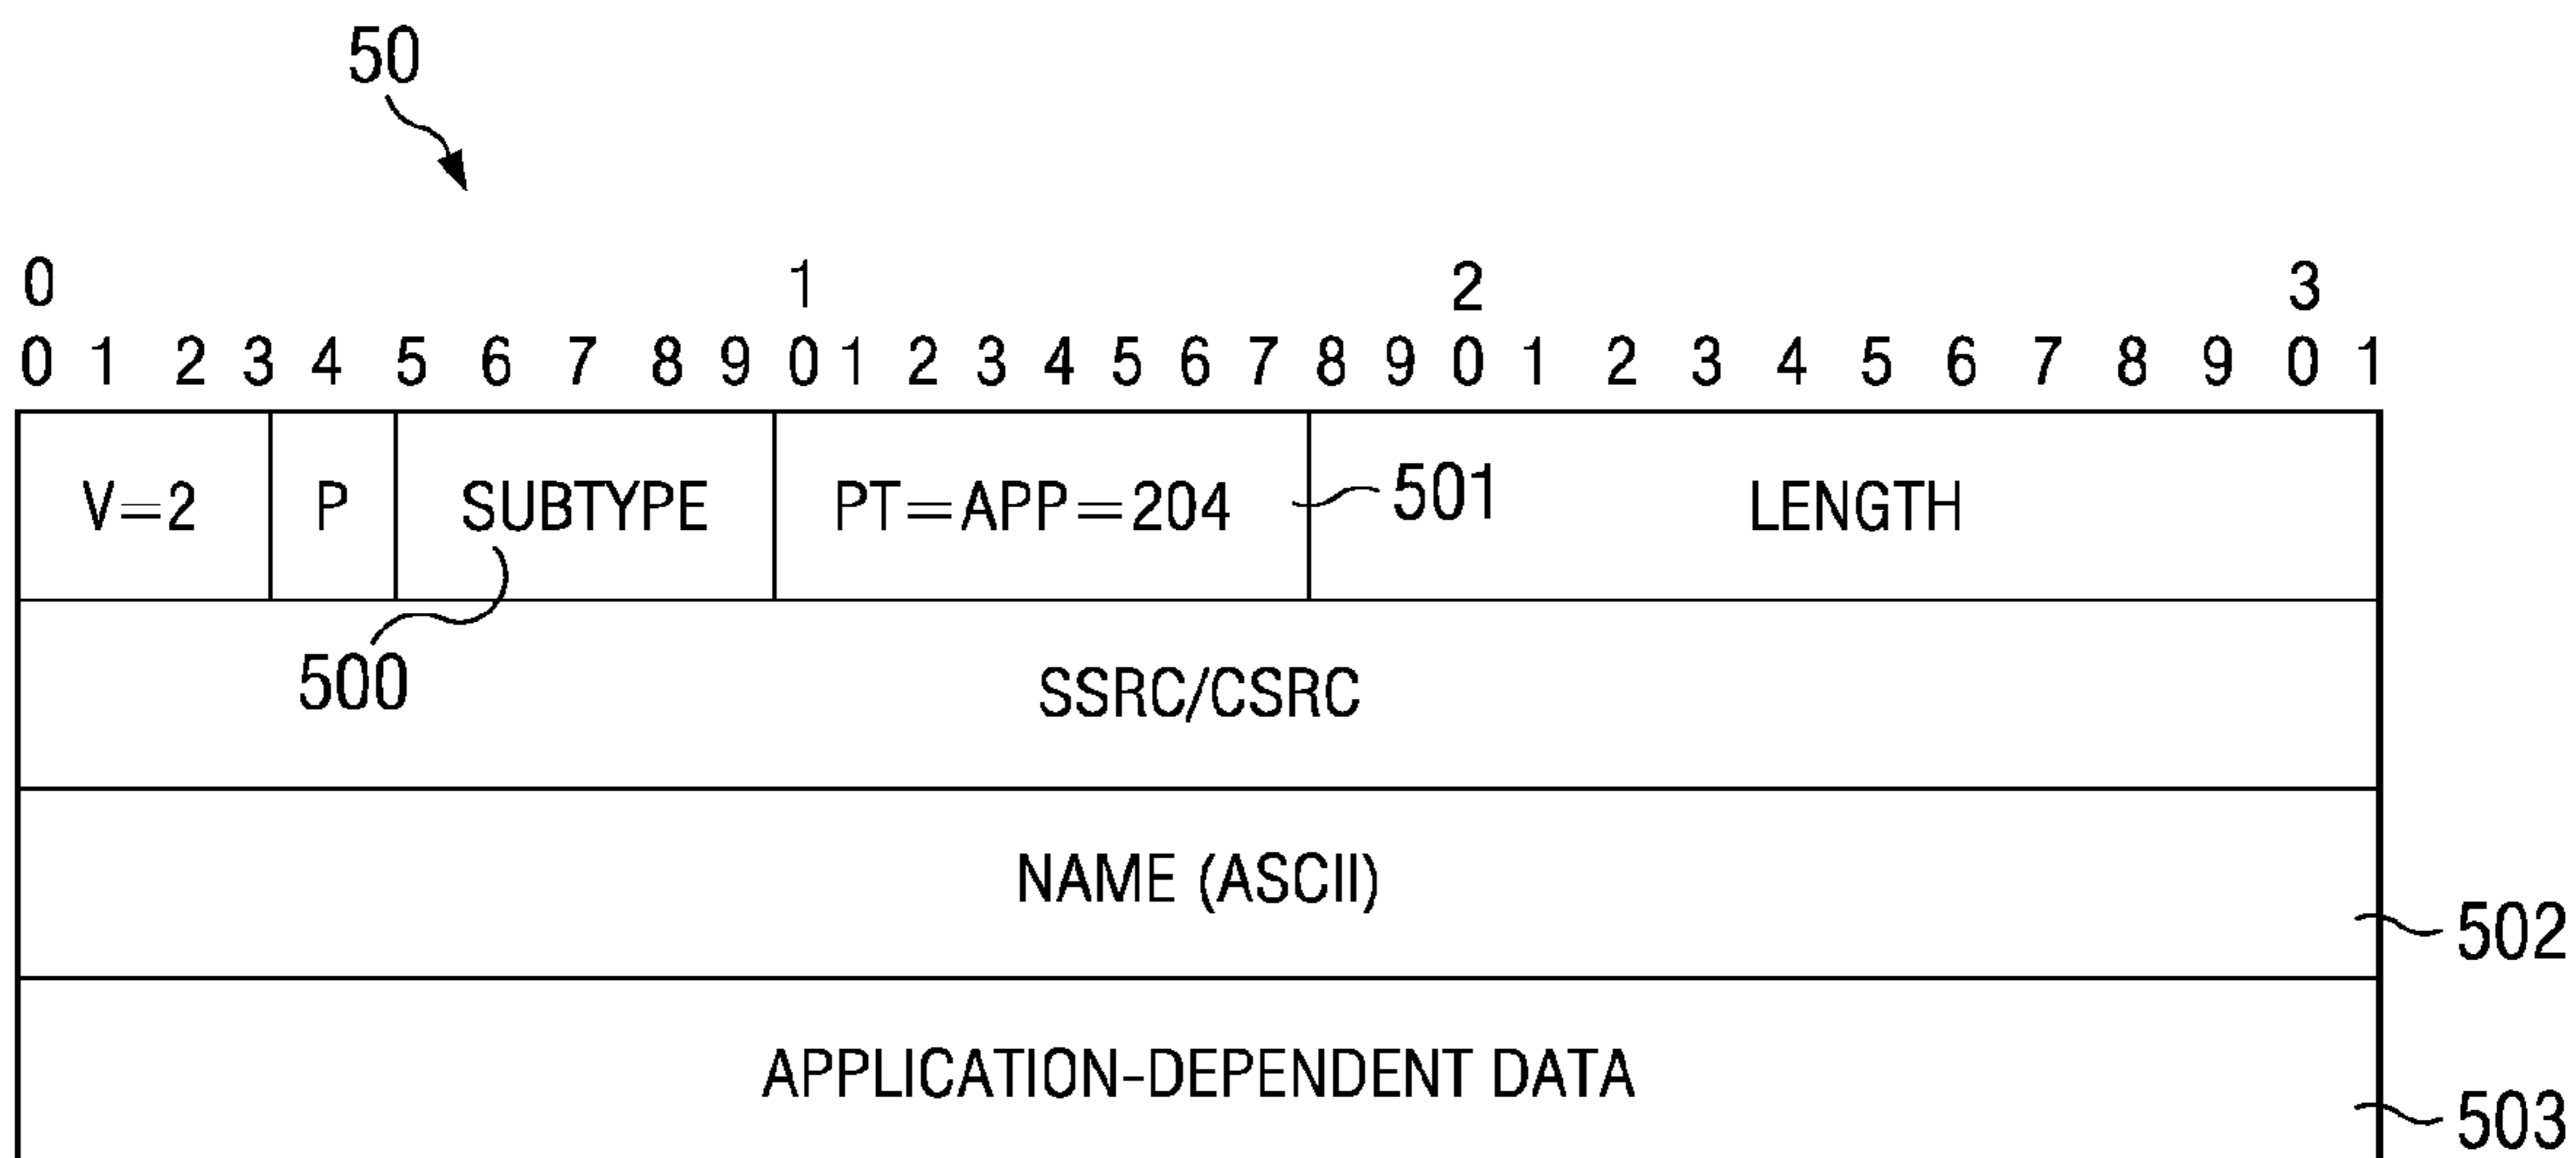 50
0 1 2 3
0 1 2 3 4 5 6 7 8 9 0 1 2 3 4 5 6 7 8 9 0 1 2 3 4 5 6 7 8 9 0 1
V=2 P SUBTYPE PT=APP=204 501 LENGTH
500
SSRC/CSRC
NAME (ASCII)
502
APPLICATION-DEPENDENT DATA
503